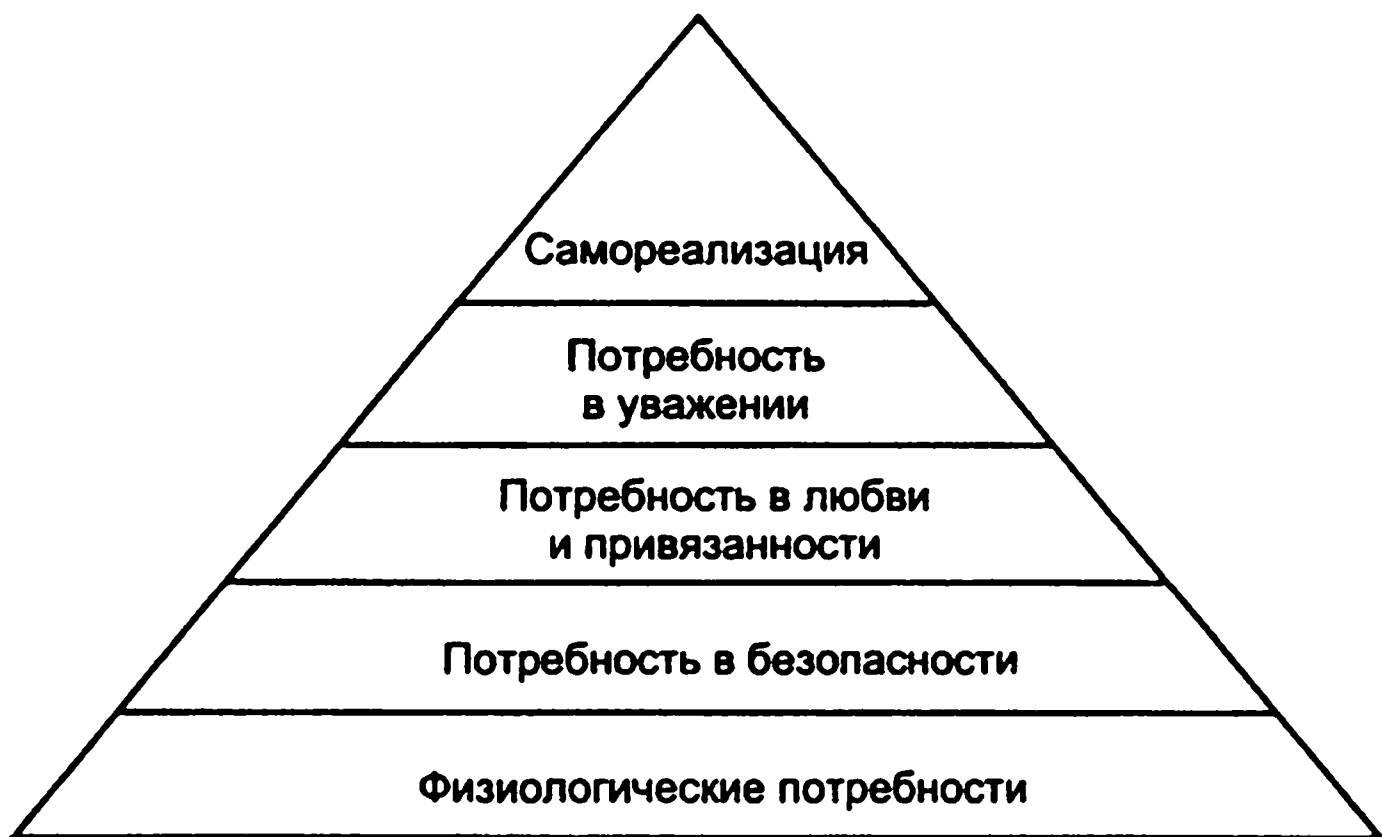 Самореализация
Потребность
в уважении
Потребность в любви
и привязанности
Потребность в безопасности
Физиологические потребности